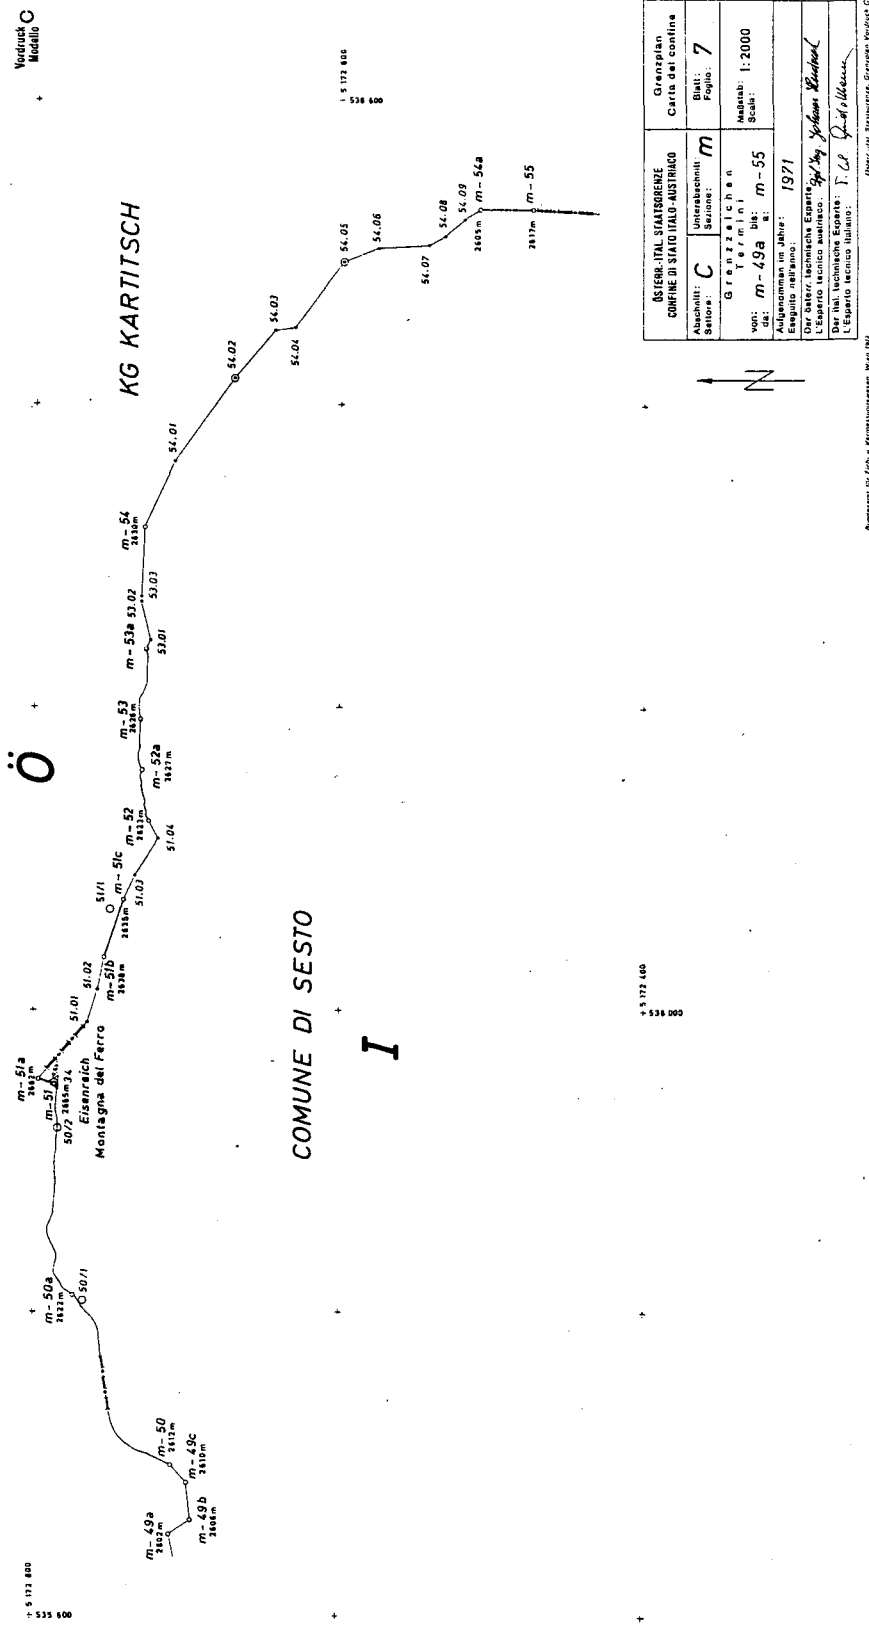 Vordruck C
Modello
+ 5 172 800
+ 535 600
+ 5 172 800
+ 536 600
+ 5 172 400
+ 536 000
Ö
KG KARTITSCH
COMUNE DI SESTO
I
m-49a
2602m
m-49b
2606m
m-49c
2610m
m-50
2612m
m-50a
2622m
50/1
50/2
m-51
2665m34
m-51a
2662m
Eisenreich
Montagna del Ferro
51.01
51.02
m-51b
2638m
51/1
m-51c
2635m
51.03
51.04
m-52
2623m
m-52a
2627m
m-53
2626m
m-53a
53.01
53.02
53.03
m-54
2630m
54.01
54.02
54.03
54.04
54.05
54.06
54.07
54.08
54.09
m-54a
2605m
m-55
2617m
N
ÖSTERR.-ITAL. STAATSGRENZE
CONFINE DI STATO ITALO-AUSTRIACO
Grenzplan
Carta del confine
Abschnitt: C
Settore:
Unterabschnitt: m
Sezione:
Blatt: 7
Foglio:
Grenzzeichen
Termini
von: m-49a bis: m-55
da: a:
Maßstab: 1:2000
Scala:
Aufgenommen im Jahre: 1971
Eseguito nell'anno:
Der österr. technische Experte:
L'Esperto tecnico austriaco:
Der ital. technische Experte:
L'Esperto tecnico italiano: